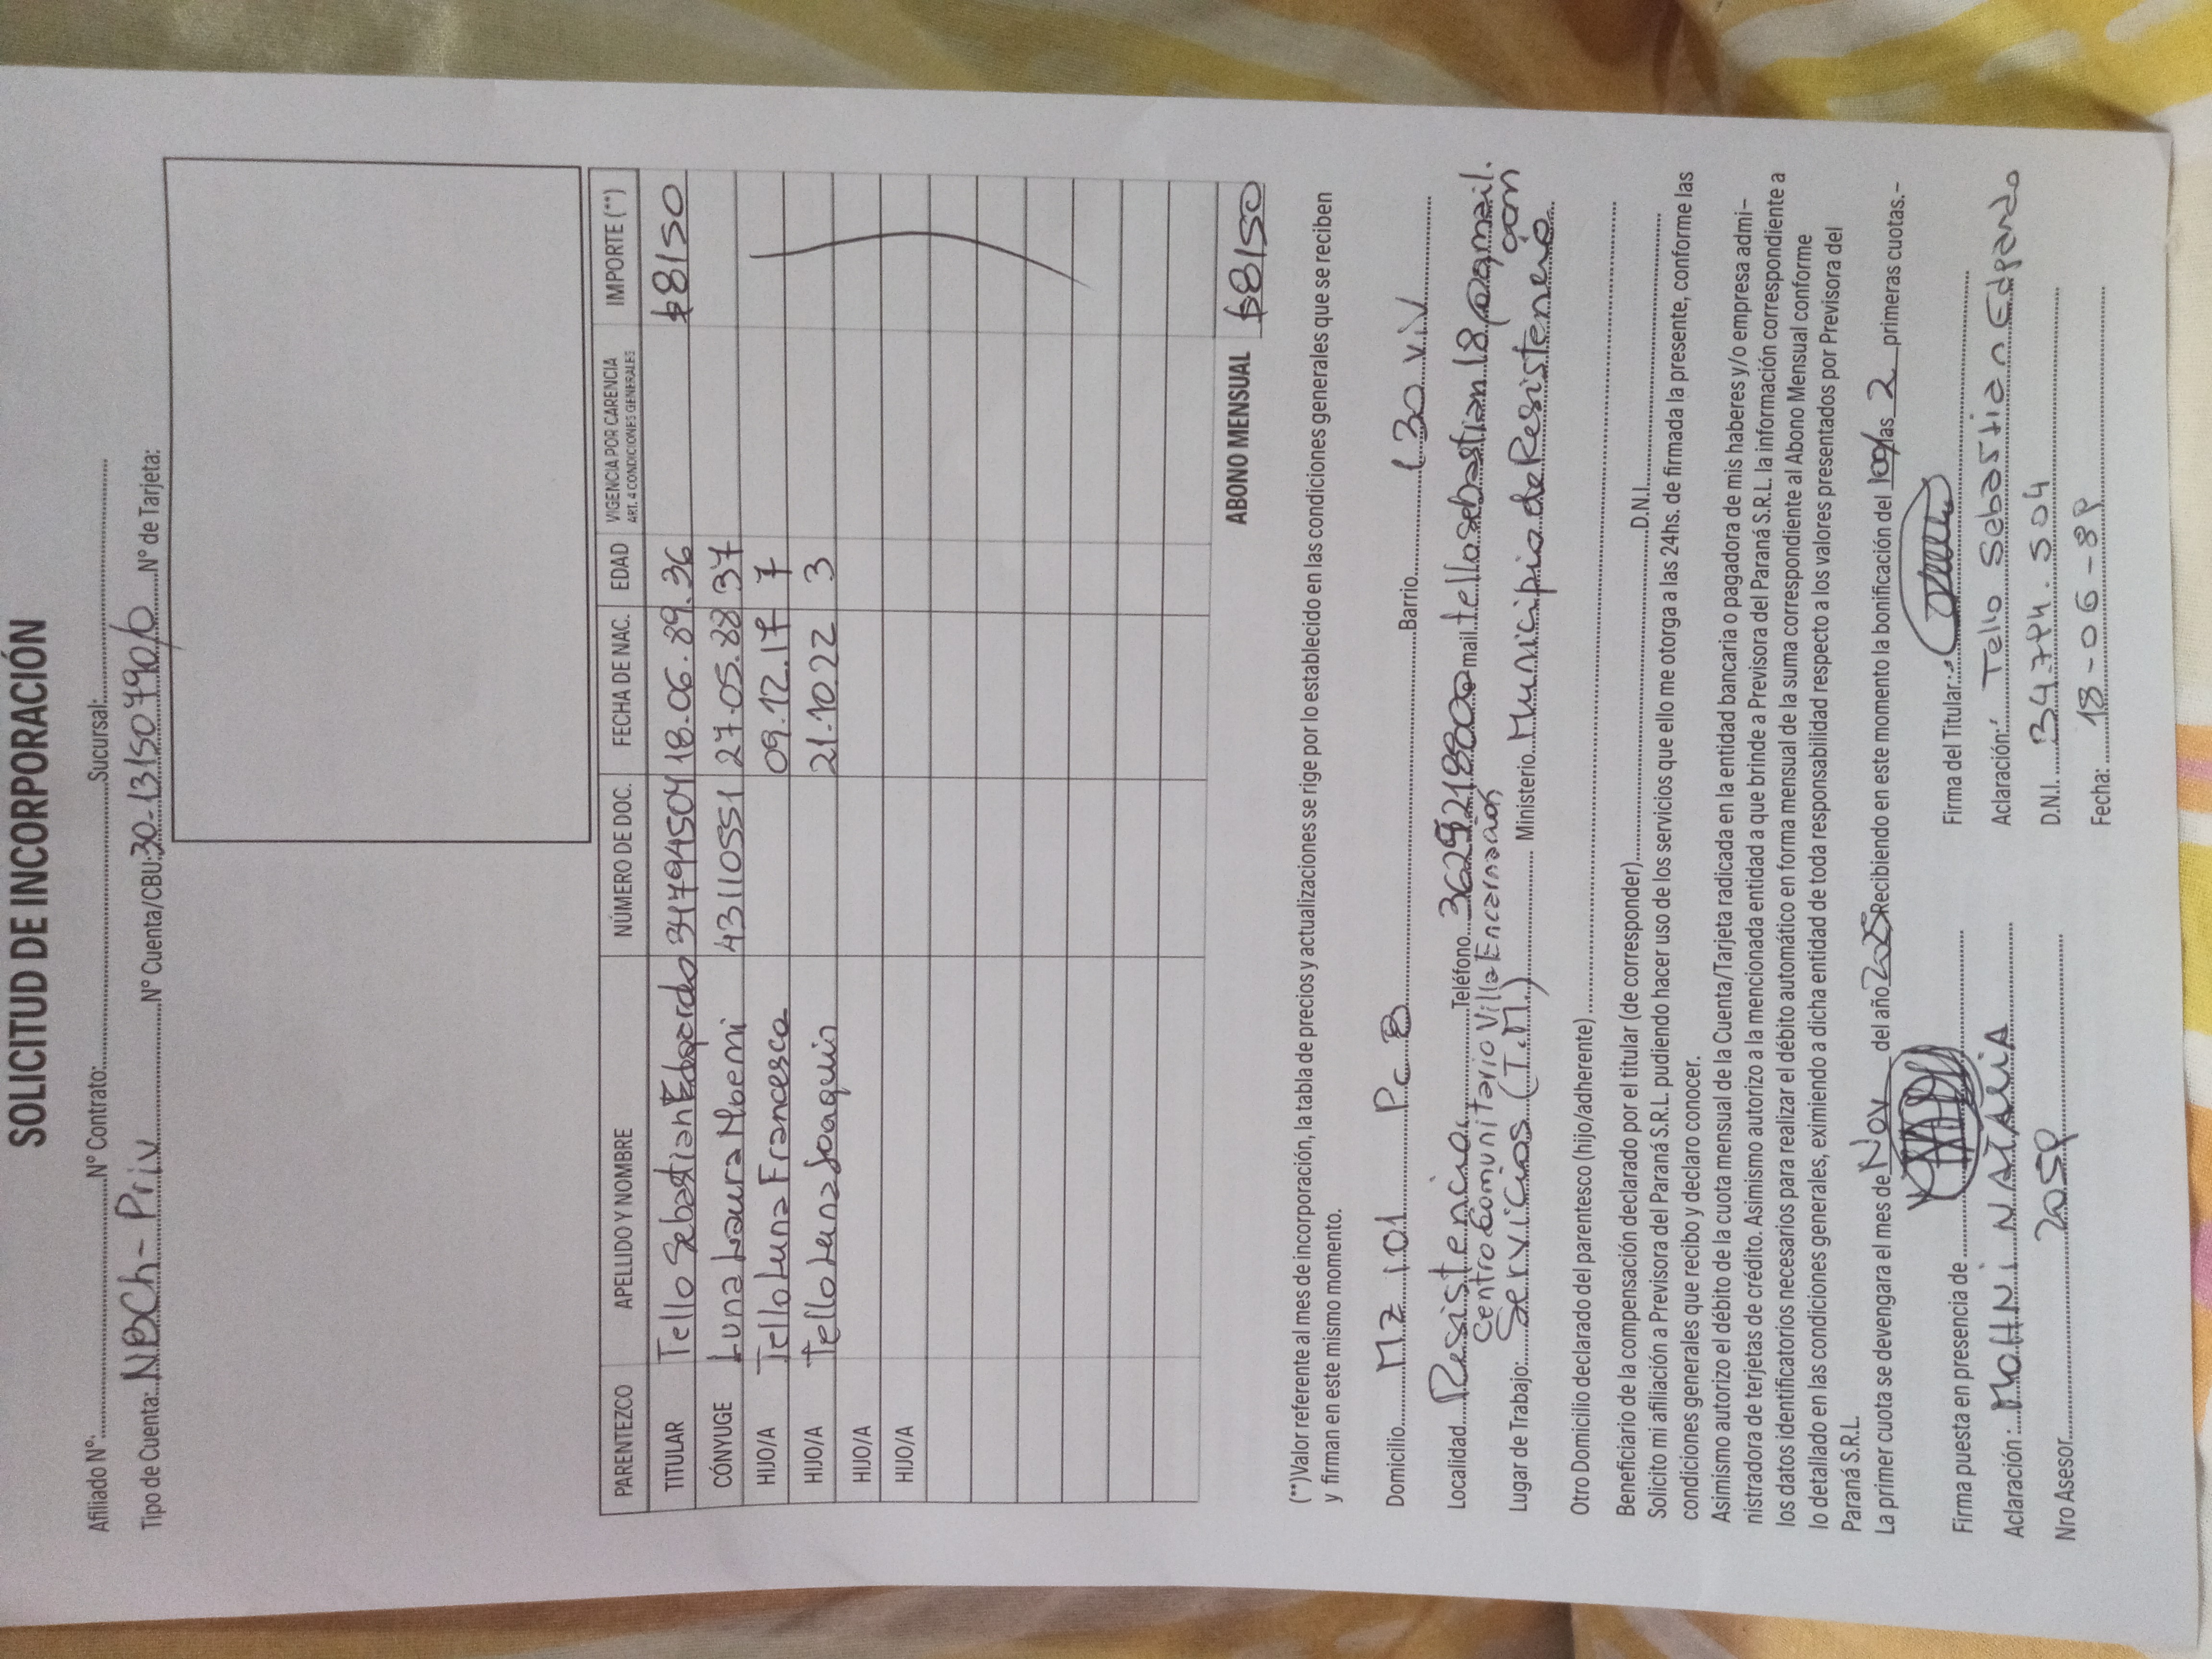 SOLICITUD DE INCORPORACIÓN
Afiliado N°: N° Contrato: Sucursal:
Tipo de Cuenta: NBCh - Priv N° Cuenta/CBU: N° de Tarjeta:
PARENTEZCO APELLIDO Y NOMBRE NÚMERO DE DOC. FECHA DE NAC. EDAD VIGENCIA POR CARENCIA ART. 4 CONDICIONES GENERALES IMPORTE (**)
TITULAR Tello Sebastian Edgardo 34794504 18.06.89. 36 $8150
CÓNYUGE Luna Laura Noemi 43110551 27.05.88 37
HIJO/A Tello Luna Francesca 09.12.17 7
HIJO/A Tello Luna Joaquin 21.10.22 3
HIJO/A
HIJO/A
ABONO MENSUAL $8150
(**)Valor referente al mes de incorporación, la tabla de precios y actualizaciones se rige por lo establecido en las condiciones generales que se reciben
y firman en este mismo momento.
Domicilio Mz 101 Pc 8 Barrio 130 viv
Localidad Resistencia Teléfono mail tellosebastian18@gmail.com
Centro Comunitario Villa Encarnación
Lugar de Trabajo: Servicios (T.M.) Ministerio Municipio de Resistencia
Otro Domicilio declarado del parentesco (hijo/adherente)
Beneficiario de la compensación declarado por el titular (de corresponder) D.N.I.
Solicito mi afiliación a Previsora del Paraná S.R.L. pudiendo hacer uso de los servicios que ello me otorga a las 24hs. de firmada la presente, conforme las
condiciones generales que recibo y declaro conocer.
Asimismo autorizo el débito de la cuota mensual de la Cuenta/Tarjeta radicada en la entidad bancaria o pagadora de mis haberes y/o empresa admi-
nistradora de terjetas de crédito. Asimismo autorizo a la mencionada entidad a que brinde a Previsora del Paraná S.R.L. la información correspondiente a
los datos identificatorios necesarios para realizar el débito automático en forma mensual de la suma correspondiente al Abono Mensual conforme
lo detallado en las condiciones generales, eximiendo a dicha entidad de toda responsabilidad respecto a los valores presentados por Previsora del
Paraná S.R.L.
La primer cuota se devengara el mes de Nov del año 2025 Recibiendo en este momento la bonificación del las 2 primeras cuotas.-
Firma puesta en presencia de Firma del Titular:
Aclaración: NATALIA Aclaración: Tello Sebastian Edgardo
Nro Asesor 2059 D.N.I. 34.794.504
Fecha: 18-06-89